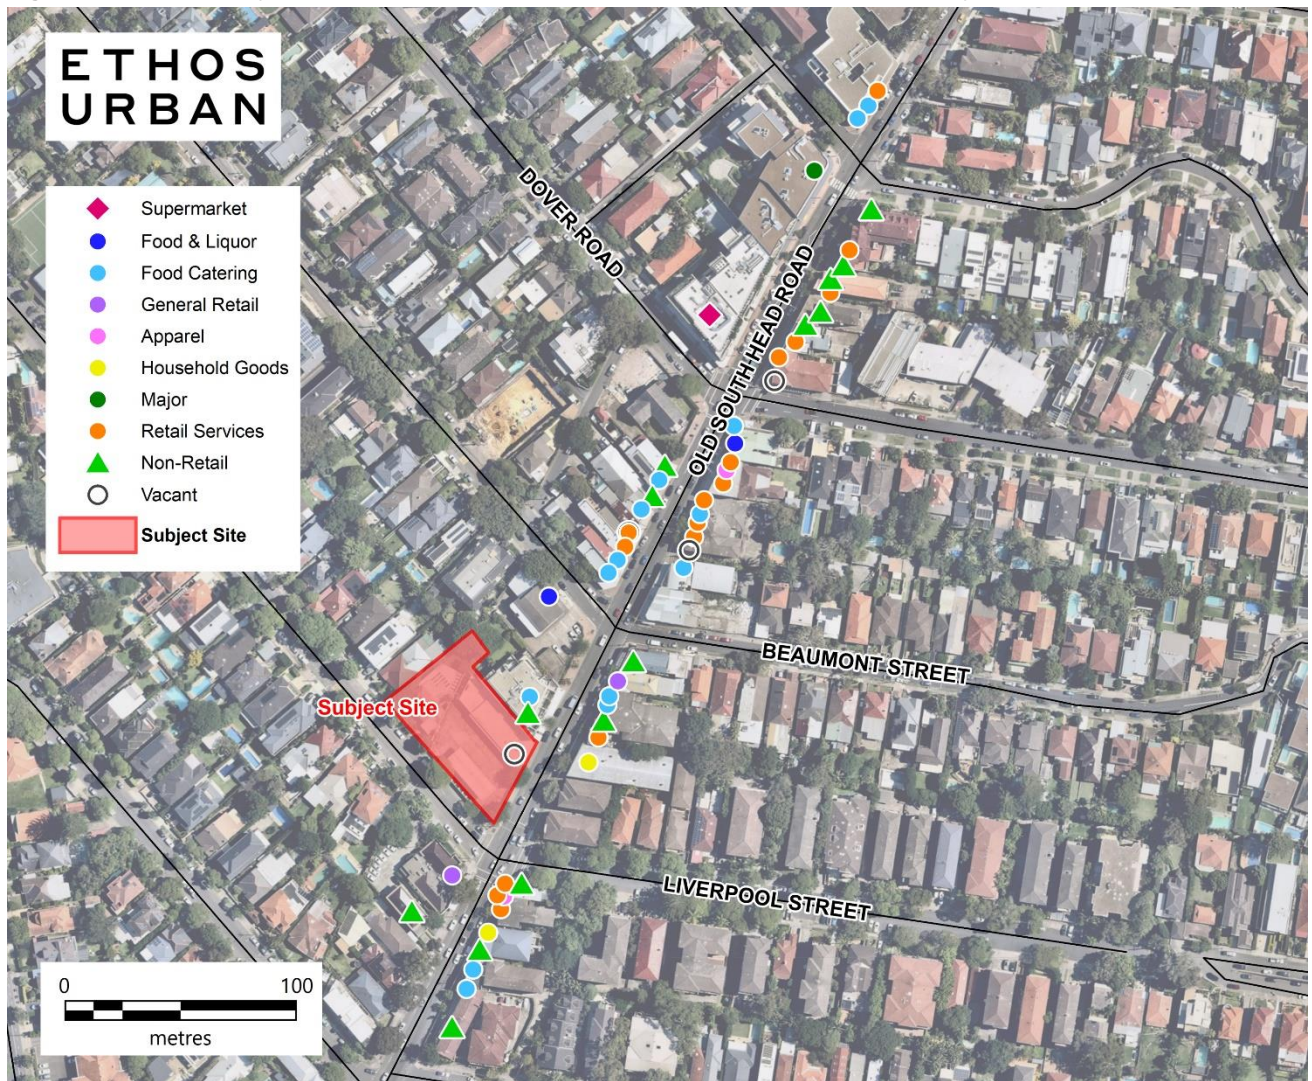 ETHOS
URBAN
Supermarket
Food & Liquor
Food Catering
General Retail
Apparel
Household Goods
Major
Retail Services
Non-Retail
Vacant
Subject Site
DOVER ROAD
OLD SOUTH HEAD ROAD
BEAUMONT STREET
Subject Site
LIVERPOOL STREET
0 100
metres